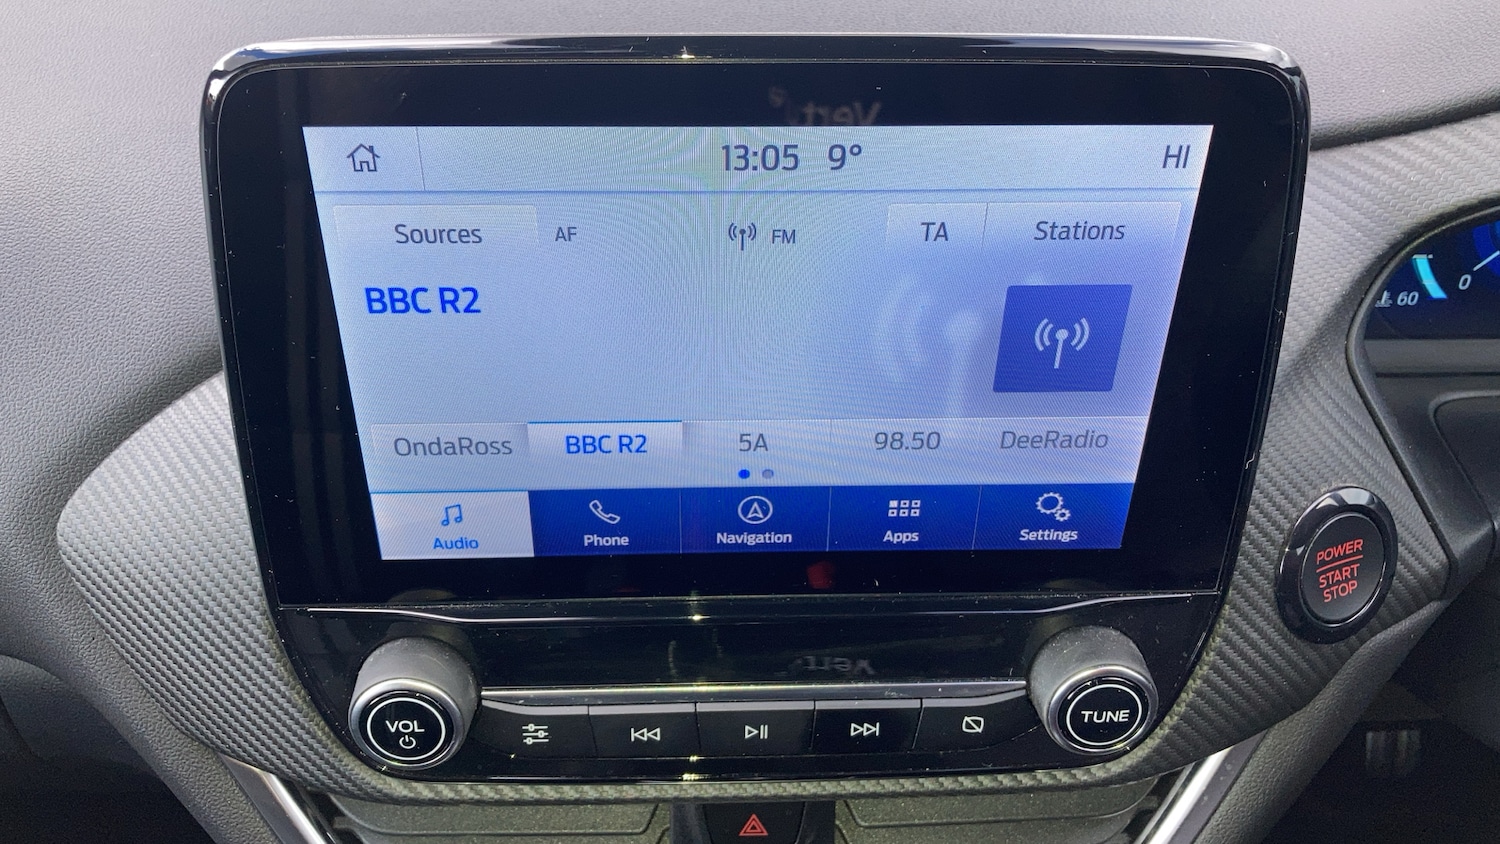 13:05 9° HI
Sources AF FM TA Stations
BBC R2
OndaRoss BBC R2 5A 98.50 DeeRadio
Audio Phone Navigation Apps Settings
60 0
POWER
START
STOP
VOL TUNE